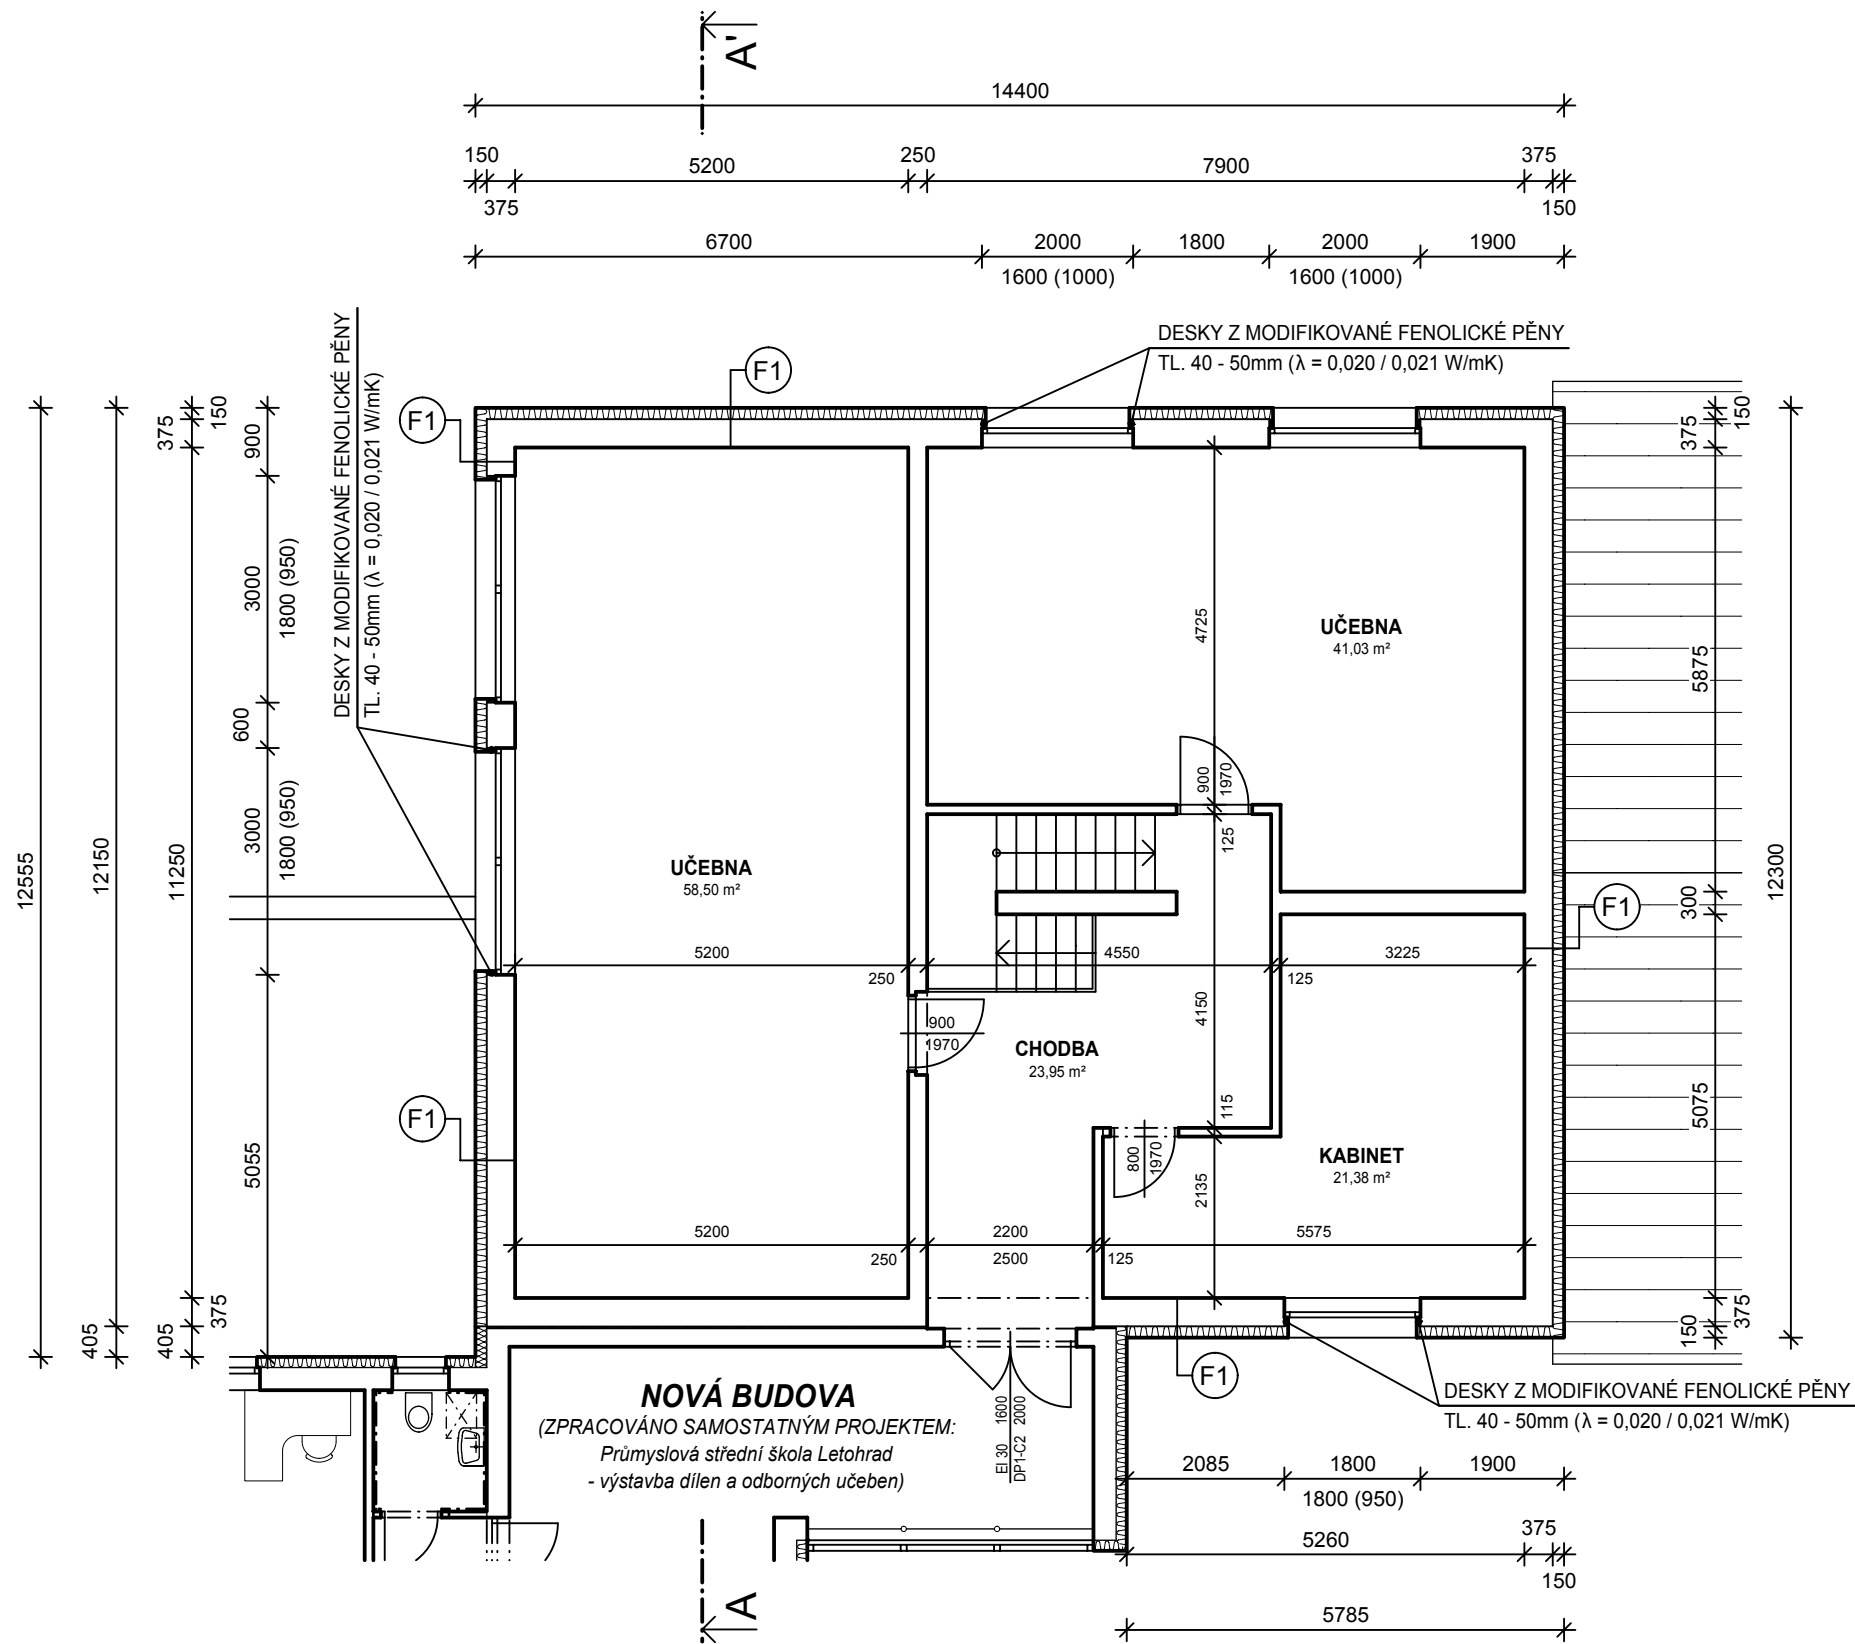 A'
14400
150
5200
250
7900
375
375
150
6700
2000
1800
2000
1900
1600 (1000)
1600 (1000)
DESKY Z MODIFIKOVANÉ FENOLICKÉ PĚNY
TL. 40 - 50mm (λ = 0,020 / 0,021 W/mK)
DESKY Z MODIFIKOVANÉ FENOLICKÉ PĚNY
TL. 40 - 50mm (λ = 0,020 / 0,021 W/mK)
F1
F1
12555
12150
405
375
11250
405
150
375
900
3000
1800 (950)
600
3000
1800 (950)
5055
150
375
5875
300
5075
150
375
12300
4725
UČEBNA
41,03 m²
900
1970
125
UČEBNA
58,50 m²
F1
5200
250
4550
125
3225
900
1970
4150
CHODBA
23,95 m²
115
F1
800
1970
2135
KABINET
21,38 m²
5200
250
2200
2500
125
5575
F1
NOVÁ BUDOVA
(ZPRACOVÁNO SAMOSTATNÝM PROJEKTEM:
Průmyslová střední škola Letohrad
- výstavba dílen a odborných učeben)
EI 30 1600
DP1-C2 2000
DESKY Z MODIFIKOVANÉ FENOLICKÉ PĚNY
TL. 40 - 50mm (λ = 0,020 / 0,021 W/mK)
2085
1800
1900
1800 (950)
5260
375
150
5785
A